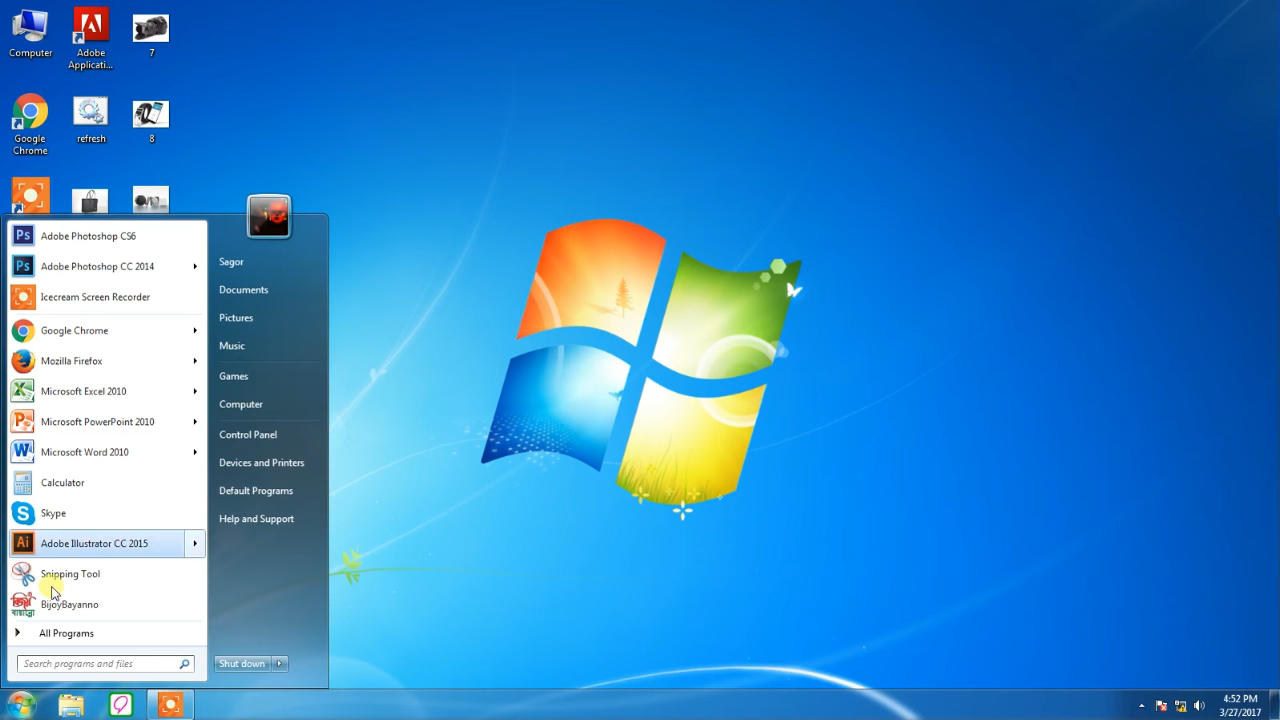 Computer
Adobe
Applicati...
7
Google
Chrome
refresh
8
Ps
Adobe Photoshop CS6
Ps
Adobe Photoshop CC 2014
Icecream Screen Recorder
Google Chrome
Mozilla Firefox
Microsoft Excel 2010
Microsoft PowerPoint 2010
Microsoft Word 2010
Calculator
Skype
Ai
Adobe Illustrator CC 2015
Snipping Tool
BijoyBayanno
All Programs
Search programs and files
Sagor
Documents
Pictures
Music
Games
Computer
Control Panel
Devices and Printers
Default Programs
Help and Support
Shut down
4:52 PM
3/27/2017